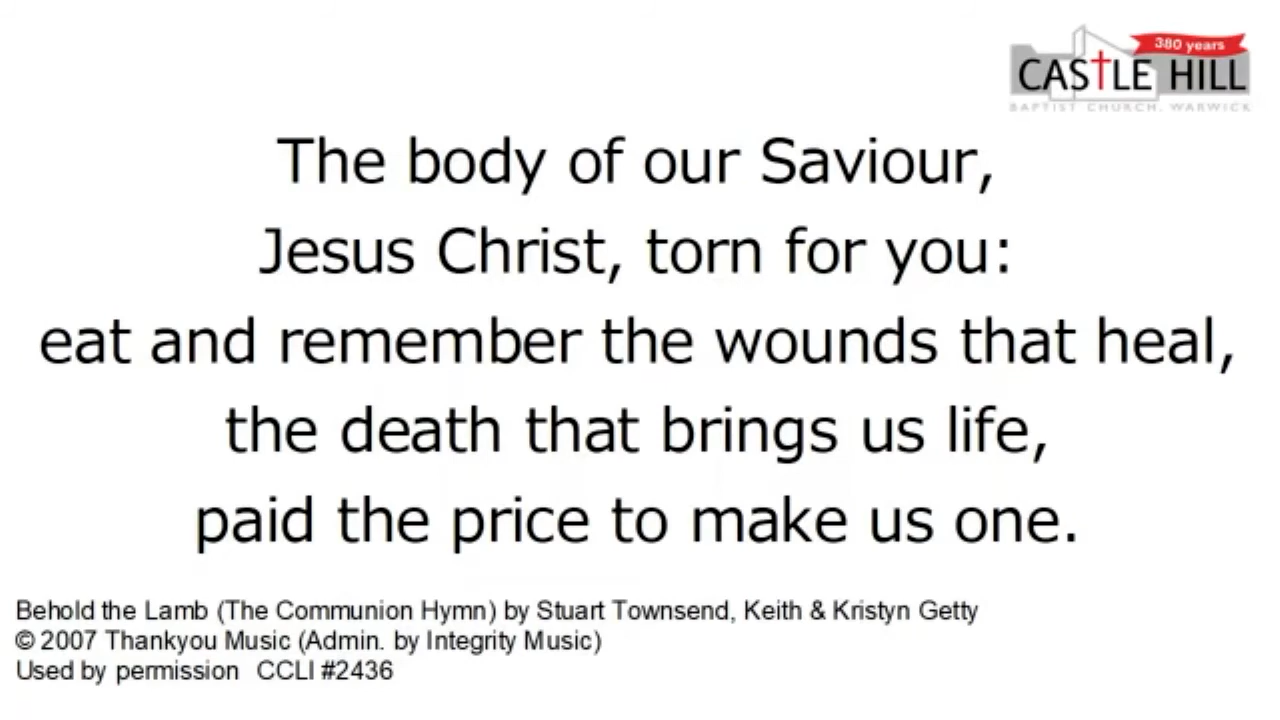 380 years
CASTLE HILL
BAPTIST CHURCH, WARWICK
The body of our Saviour,
Jesus Christ, torn for you:
eat and remember the wounds that heal,
the death that brings us life,
paid the price to make us one.
Behold the Lamb (The Communion Hymn) by Stuart Townsend, Keith & Kristyn Getty
© 2007 Thankyou Music (Admin. by Integrity Music)
Used by permission CCLI #2436